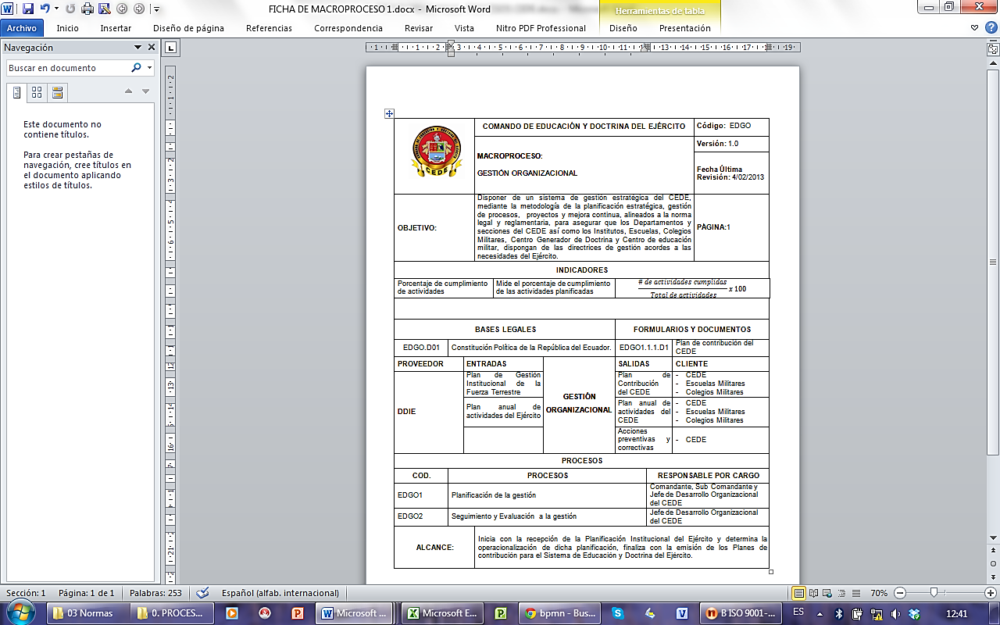 FICHA DE MACROPROCESO 1.docx - Microsoft Word
Herramientas de tabla
Archivo Inicio Insertar Diseño de página Referencias Correspondencia Revisar Vista Nitro PDF Professional Diseño Presentación
Navegación
Buscar en documento
Este documento no
contiene títulos.
Para crear pestañas de
navegación, cree títulos en
el documento aplicando
estilos de títulos.
CEDE
COMANDO DE EDUCACIÓN Y DOCTRINA DEL EJÉRCITO
Código: EDGO
MACROPROCESO:
GESTIÓN ORGANIZACIONAL
Versión: 1.0
Fecha Última
Revisión: 4/02/2013
OBJETIVO:
Disponer de un sistema de gestión estratégica del CEDE,
mediante la metodología de la planificación estratégica, gestión
de procesos, proyectos y mejora continua, alineados a la norma
legal y reglamentaria, para asegurar que los Departamentos y
secciones del CEDE así como los Institutos, Escuelas, Colegios
Militares, Centro Generador de Doctrina y Centro de educación
militar, dispongan de las directrices de gestión acordes a las
necesidades del Ejército.
PÁGINA:1
INDICADORES
Porcentaje de cumplimiento
de actividades
Mide el porcentaje de cumplimiento
de las actividades planificadas
# de actividades cumplidas
Total de actividades
x 100
BASES LEGALES
FORMULARIOS Y DOCUMENTOS
EDGO.D01
Constitución Política de la República del Ecuador.
EDGO1.1.1.D1
Plan de contribución del
CEDE
PROVEEDOR
ENTRADAS
GESTIÓN
ORGANIZACIONAL
SALIDAS
CLIENTE
DDIE
Plan de Gestión
Institucional de la
Fuerza Terrestre
Plan de
Contribución
del CEDE
- CEDE
- Escuelas Militares
- Colegios Militares
Plan anual de
actividades del Ejército
Plan anual de
actividades del
CEDE
- CEDE
- Escuelas Militares
- Colegios Militares
Acciones
preventivas y
correctivas
- CEDE
PROCESOS
COD.
PROCESOS
RESPONSABLE POR CARGO
EDGO1
Planificación de la gestión
Comandante, Sub Comandante y
Jefe de Desarrollo Organizacional
del CEDE
EDGO2
Seguimiento y Evaluación a la gestión
Jefe de Desarrollo Organizacional
del CEDE
ALCANCE:
Inicia con la recepción de la Planificación Institucional del Ejército y determina la
operacionalización de dicha planificación, finaliza con la emisión de los Planes de
contribución para el Sistema de Educación y Doctrina del Ejército.
Sección: 1 Página: 1 de 1 Palabras: 253 Español (alfab. internacional) 70%
03 Normas 0. PROCES... Microsoft ... Microsoft E... bpmn - Bus... B ISO 9001-... ES 12:41